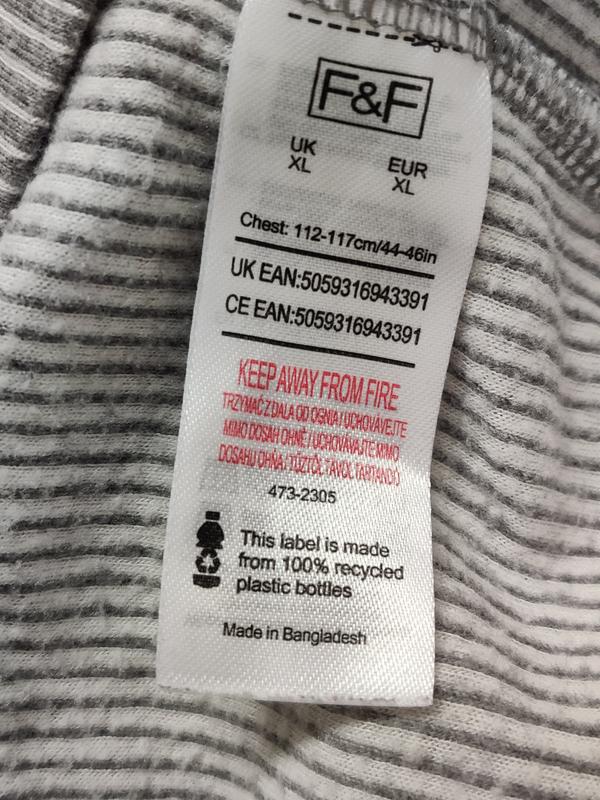 F&F
UK EUR
XL XL
Chest: 112-117cm/44-46in
UK EAN:5059316943391
CE EAN:5059316943391
KEEP AWAY FROM FIRE
TRZYMAĆ Z DALA OD OGNIA / UCHOVÁVEJTE
MIMO DOSAH OHNĚ / UCHOVÁVAJTE MIMO
DOSAHU OHŇA / TŰZTŐL TÁVOL TARTANDÓ
473-2305
This label is made
from 100% recycled
plastic bottles
Made in Bangladesh